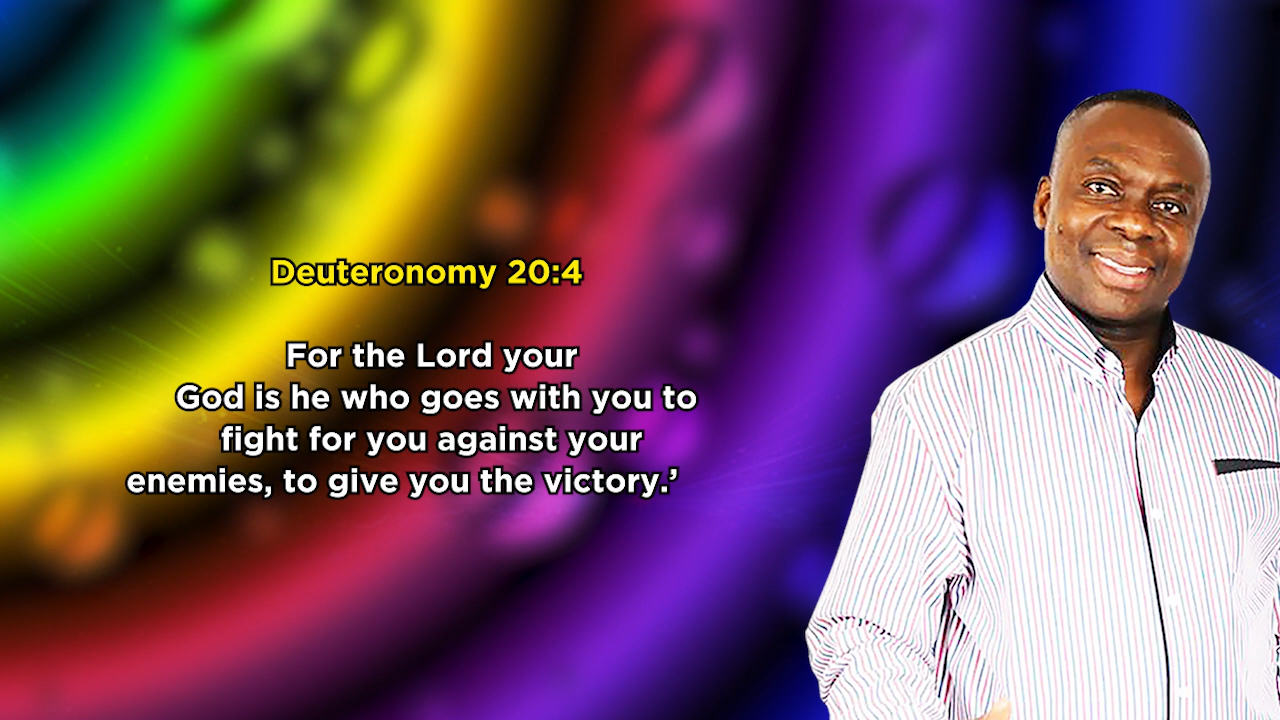 Deuteronomy 20:4
For the Lord your
God is he who goes with you to
fight for you against your
enemies, to give you the victory.’